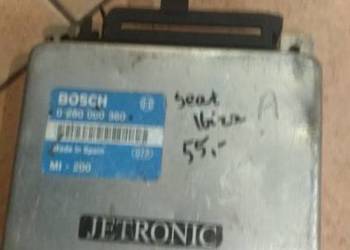 BOSCH
0 280 000 360
Made in Spain
MI - 200
seat
Ibiza
55.-
A
JETRONIC